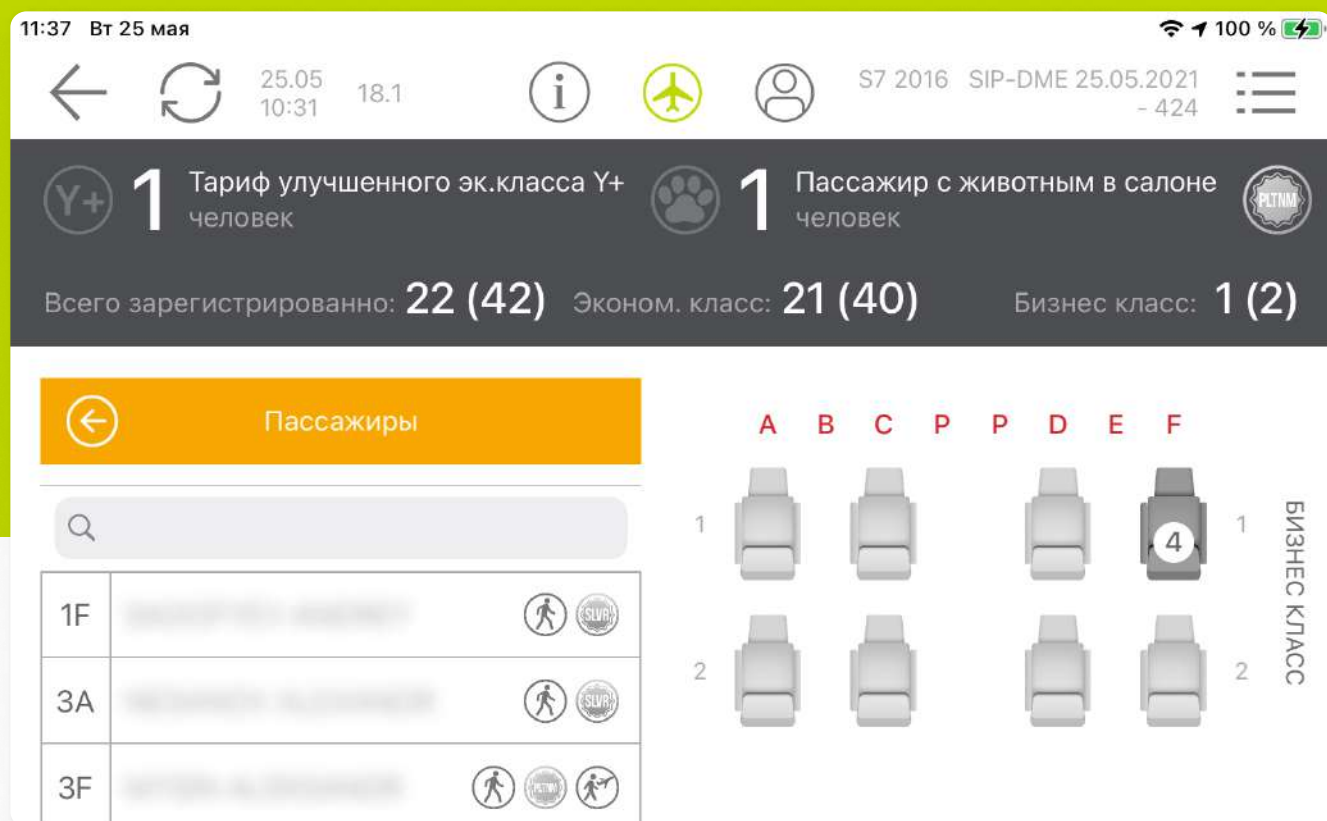 11:37 Вт 25 мая
100 %
25.05
10:31
18.1
i
S7 2016 SIP-DME 25.05.2021
- 424
Y+ 1 Тариф улучшенного эк.класса Y+
человек
1 Пассажир с животным в салоне
человек
PLTNM
Всего зарегистрированно: 22 (42) Эконом. класс: 21 (40) Бизнес класс: 1 (2)
Пассажиры
A B C P P D E F
1 4 1
2 2
БИЗНЕС КЛАСС
1F SLVR
3A SLVR
3F PLTNM